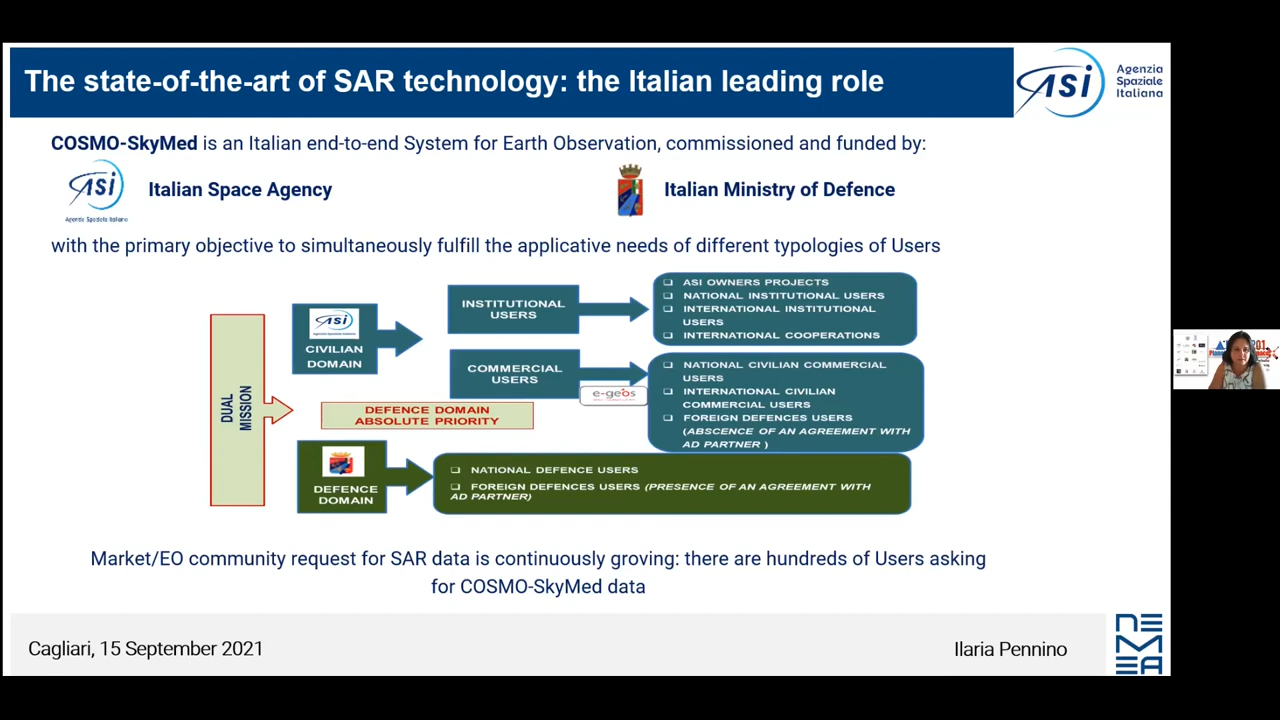 The state-of-the-art of SAR technology: the Italian leading role
ASI
Agenzia
Spaziale
Italiana
COSMO-SkyMed is an Italian end-to-end System for Earth Observation, commissioned and funded by:
ASI
Agenzia Spaziale Italiana
Italian Space Agency
Italian Ministry of Defence
with the primary objective to simultaneously fulfill the applicative needs of different typologies of Users
DUAL
MISSION
ASI
CIVILIAN
DOMAIN
INSTITUTIONAL
USERS
ASI OWNERS PROJECTS
NATIONAL INSTITUTIONAL USERS
INTERNATIONAL INSTITUTIONAL
USERS
INTERNATIONAL COOPERATIONS
COMMERCIAL
USERS
e-geos
NATIONAL CIVILIAN COMMERCIAL
USERS
INTERNATIONAL CIVILIAN
COMMERCIAL USERS
FOREIGN DEFENCES USERS
(ABSCENCE OF AN AGREEMENT WITH
AD PARTNER )
DEFENCE DOMAIN
ABSOLUTE PRIORITY
DEFENCE
DOMAIN
NATIONAL DEFENCE USERS
FOREIGN DEFENCES USERS (PRESENCE OF AN AGREEMENT WITH
AD PARTNER)
Market/EO community request for SAR data is continuously groving: there are hundreds of Users asking
for COSMO-SkyMed data
Cagliari, 15 September 2021
Ilaria Pennino
NEMEA